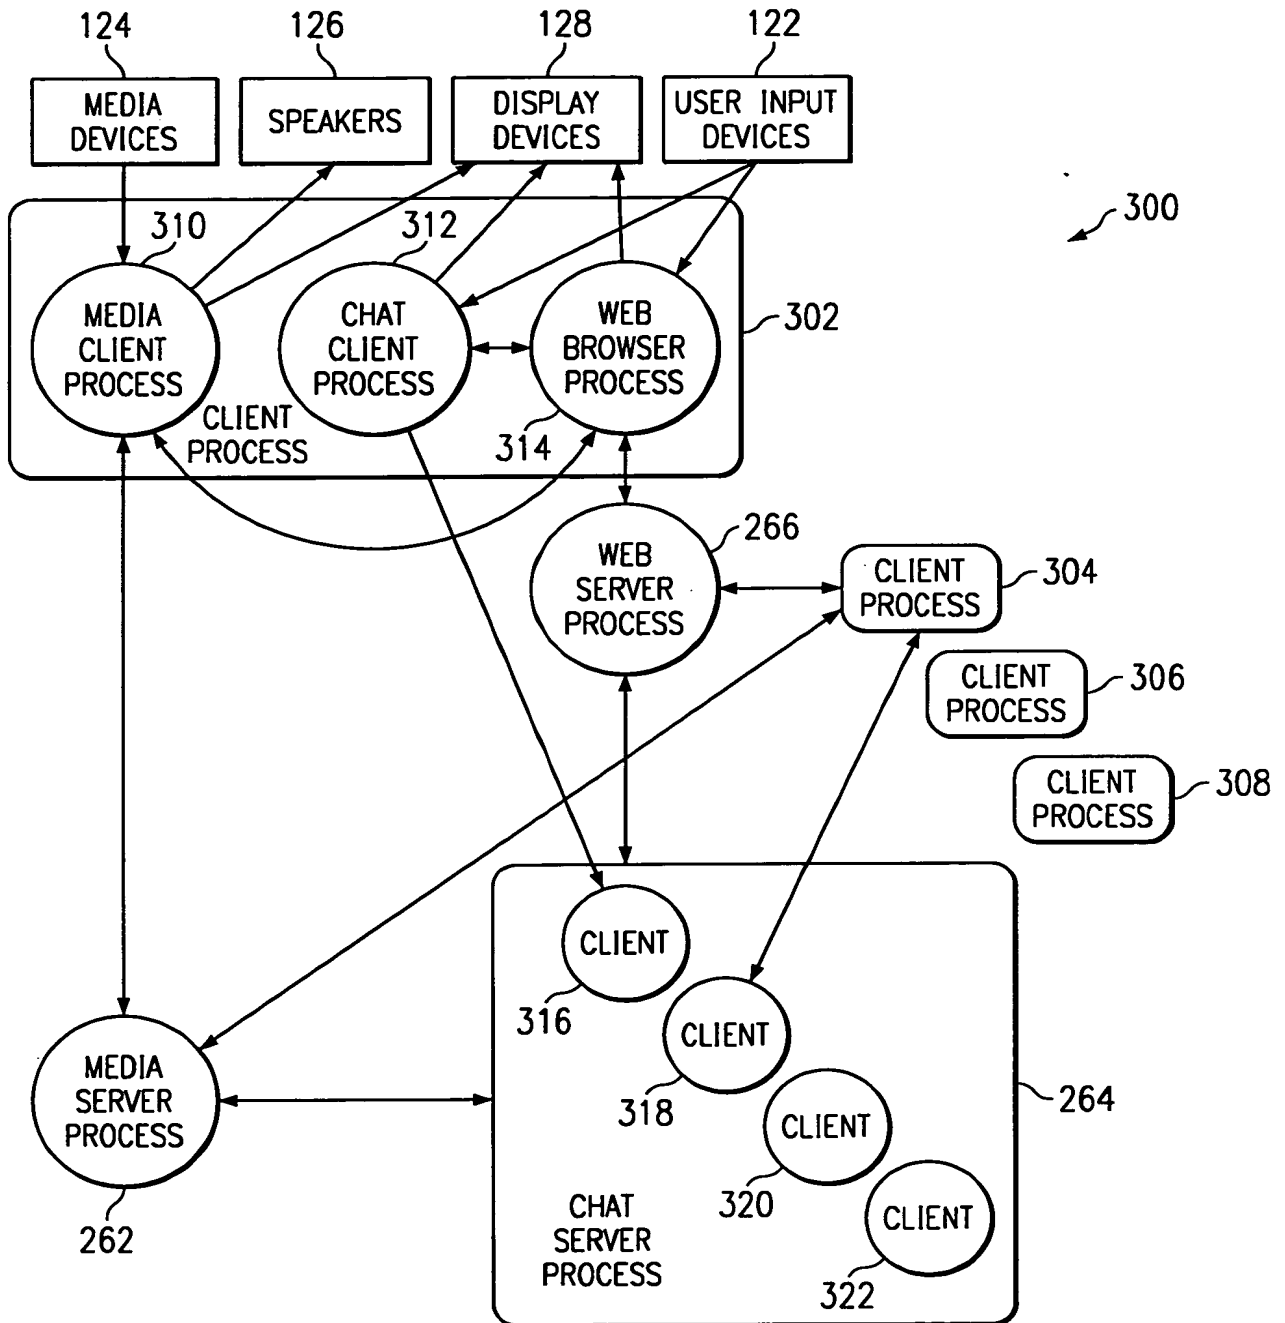 124
126
128
122
MEDIA
DEVICES
SPEAKERS
DISPLAY
DEVICES
USER INPUT
DEVICES
300
310
312
302
MEDIA
CLIENT
PROCESS
CHAT
CLIENT
PROCESS
WEB
BROWSER
PROCESS
CLIENT
PROCESS
314
266
WEB
SERVER
PROCESS
CLIENT
PROCESS
304
CLIENT
PROCESS
306
CLIENT
PROCESS
308
CLIENT
316
CLIENT
318
MEDIA
SERVER
PROCESS
262
264
CLIENT
320
CLIENT
322
CHAT
SERVER
PROCESS